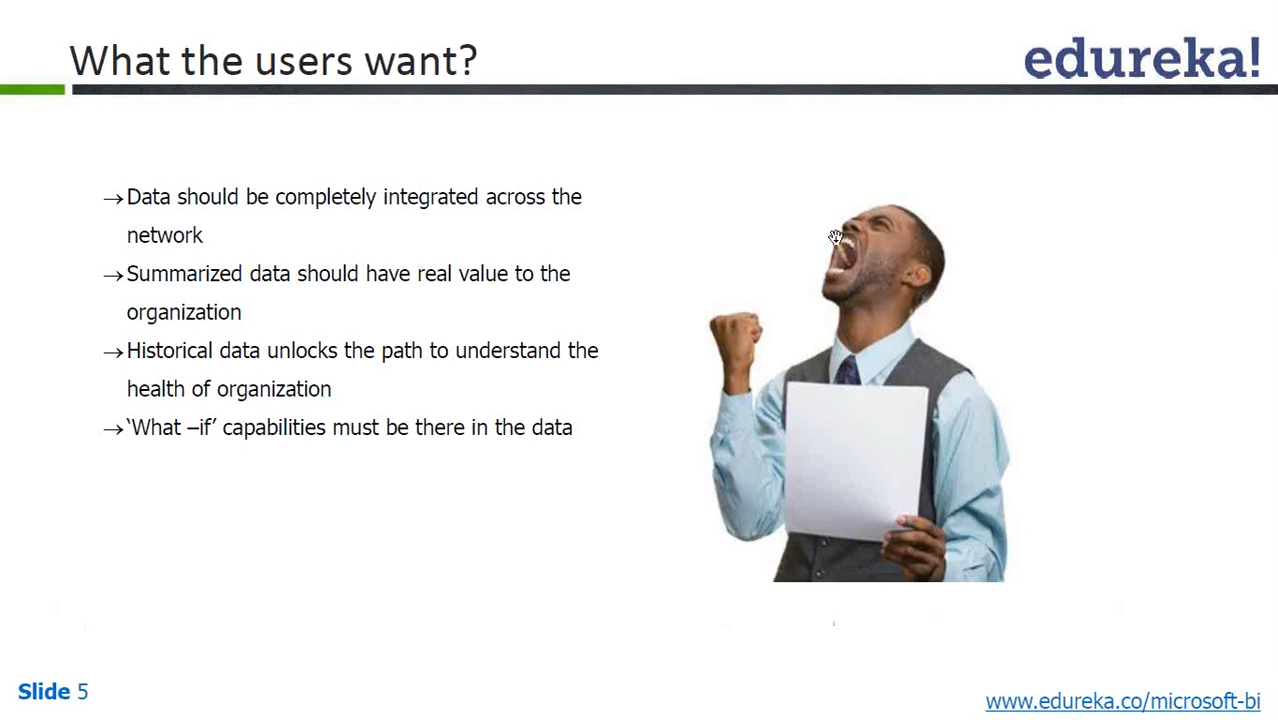 What the users want?
edureka!
→Data should be completely integrated across the
network
→Summarized data should have real value to the
organization
→Historical data unlocks the path to understand the
health of organization
→‘What –if’ capabilities must be there in the data
Slide 5
www.edureka.co/microsoft-bi